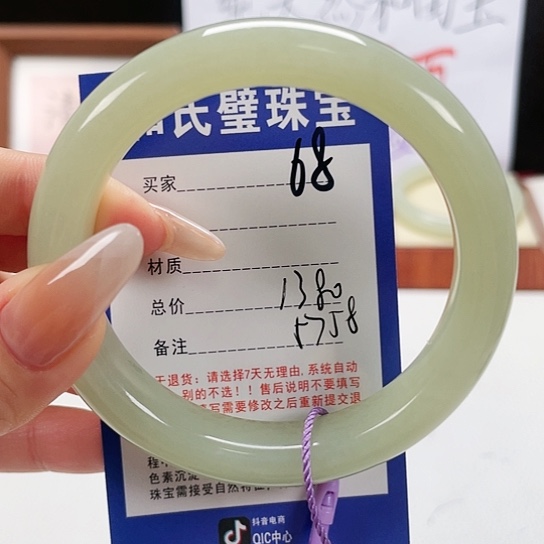 氏璧珠宝
买家 68
材质
总价 1380
备注 5758
退货：请选择7天无理由，系统自动
别的不选！！售后说明不要填写
写需要修改之后重新提交退
程
色素沉淀
珠宝需接受自然特征
抖音电商
QIC中心